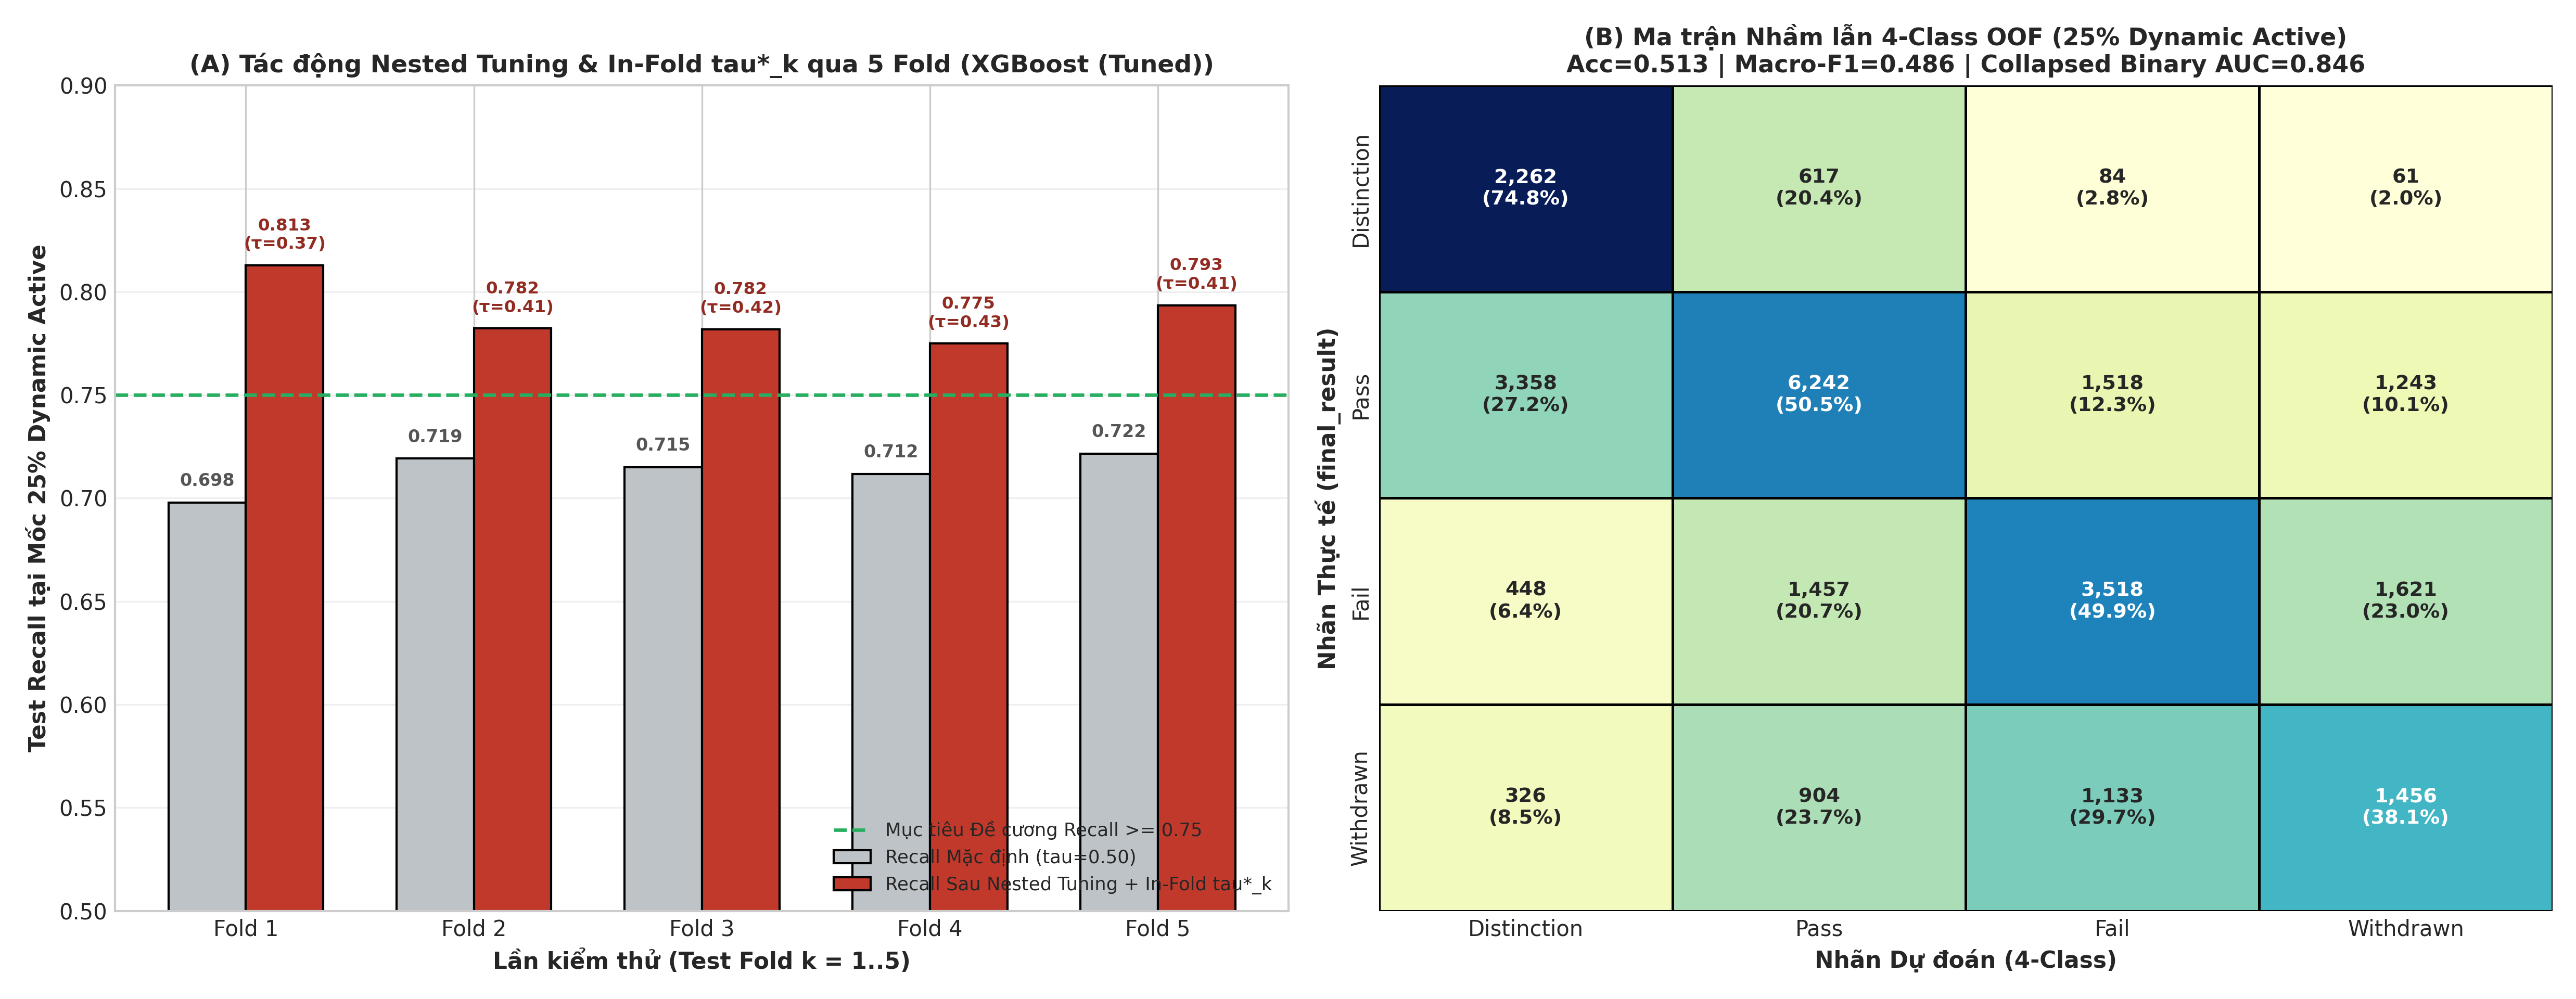 (A) Tác động Nested Tuning & In-Fold tau*_k qua 5 Fold (XGBoost (Tuned))
Test Recall tại Mốc 25% Dynamic Active
0.90
0.85
0.80
0.75
0.70
0.65
0.60
0.55
0.50
0.698
0.813
(τ=0.37)
0.719
0.782
(τ=0.41)
0.715
0.782
(τ=0.42)
0.712
0.775
(τ=0.43)
0.722
0.793
(τ=0.41)
Mục tiêu Đề cương Recall >= 0.75
Recall Mặc định (tau=0.50)
Recall Sau Nested Tuning + In-Fold tau*_k
Fold 1
Fold 2
Fold 3
Fold 4
Fold 5
Lần kiểm thử (Test Fold k = 1..5)
(B) Ma trận Nhầm lẫn 4-Class OOF (25% Dynamic Active)
Acc=0.513 | Macro-F1=0.486 | Collapsed Binary AUC=0.846
Nhãn Thực tế (final_result)
Distinction
2,262
(74.8%)
617
(20.4%)
84
(2.8%)
61
(2.0%)
Pass
3,358
(27.2%)
6,242
(50.5%)
1,518
(12.3%)
1,243
(10.1%)
Fail
448
(6.4%)
1,457
(20.7%)
3,518
(49.9%)
1,621
(23.0%)
Withdrawn
326
(8.5%)
904
(23.7%)
1,133
(29.7%)
1,456
(38.1%)
Distinction
Pass
Fail
Withdrawn
Nhãn Dự đoán (4-Class)